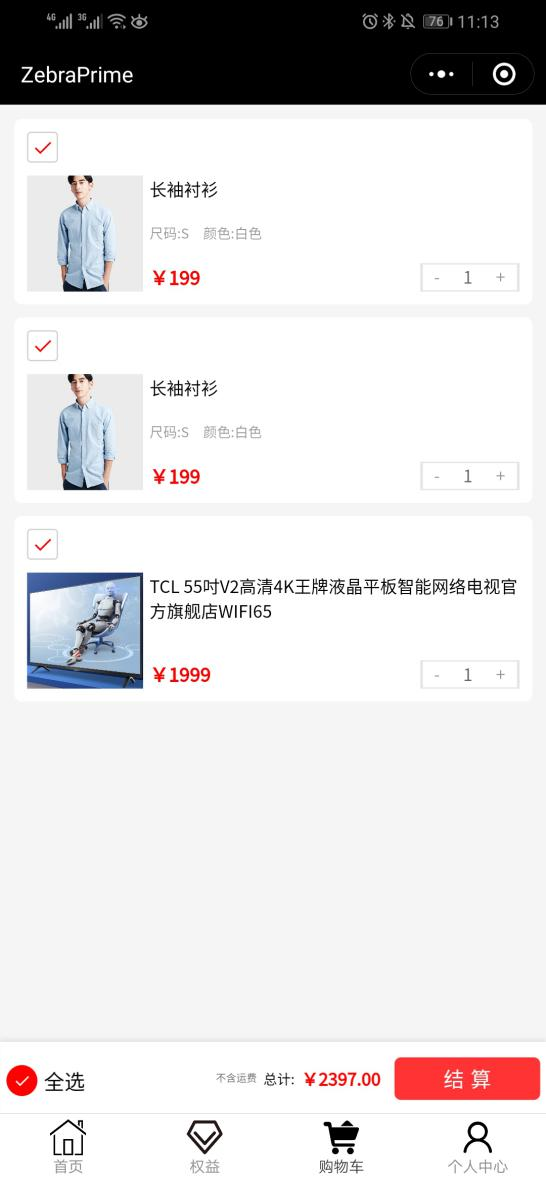 4G 3G 76 11:13
ZebraPrime
长袖衬衫
尺码:S 颜色:白色
￥199
- 1 +
长袖衬衫
尺码:S 颜色:白色
￥199
- 1 +
TCL 55吋V2高清4K王牌液晶平板智能网络电视官
方旗舰店WIFI65
￥1999
- 1 +
全选 不含运费 总计: ￥2397.00 结 算
首页 权益 购物车 个人中心